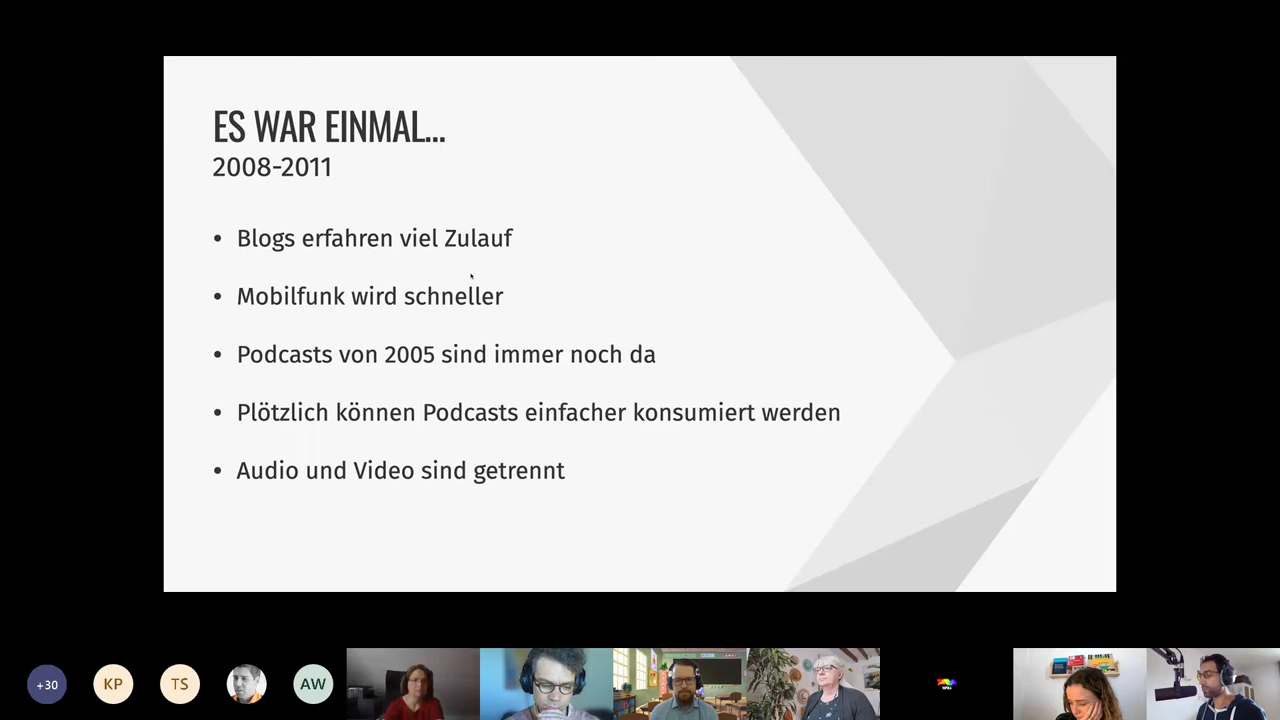 ES WAR EINMAL...
2008-2011
• Blogs erfahren viel Zulauf
• Mobilfunk wird schneller
• Podcasts von 2005 sind immer noch da
• Plötzlich können Podcasts einfacher konsumiert werden
• Audio und Video sind getrennt
+30
KP
TS
AW